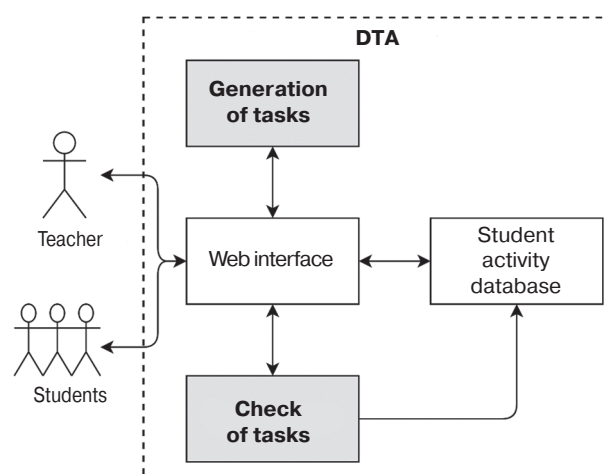 DTA
Generation
of tasks
Teacher
Web interface
Student
activity
database
Students
Check
of tasks